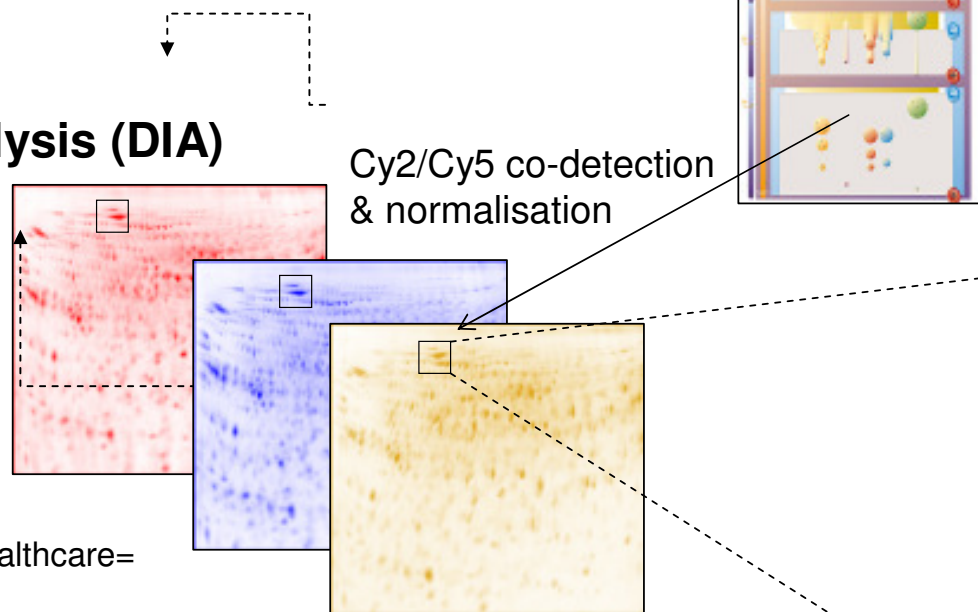 lysis (DIA)
Cy2/Cy5 co-detection
& normalisation
althcare=